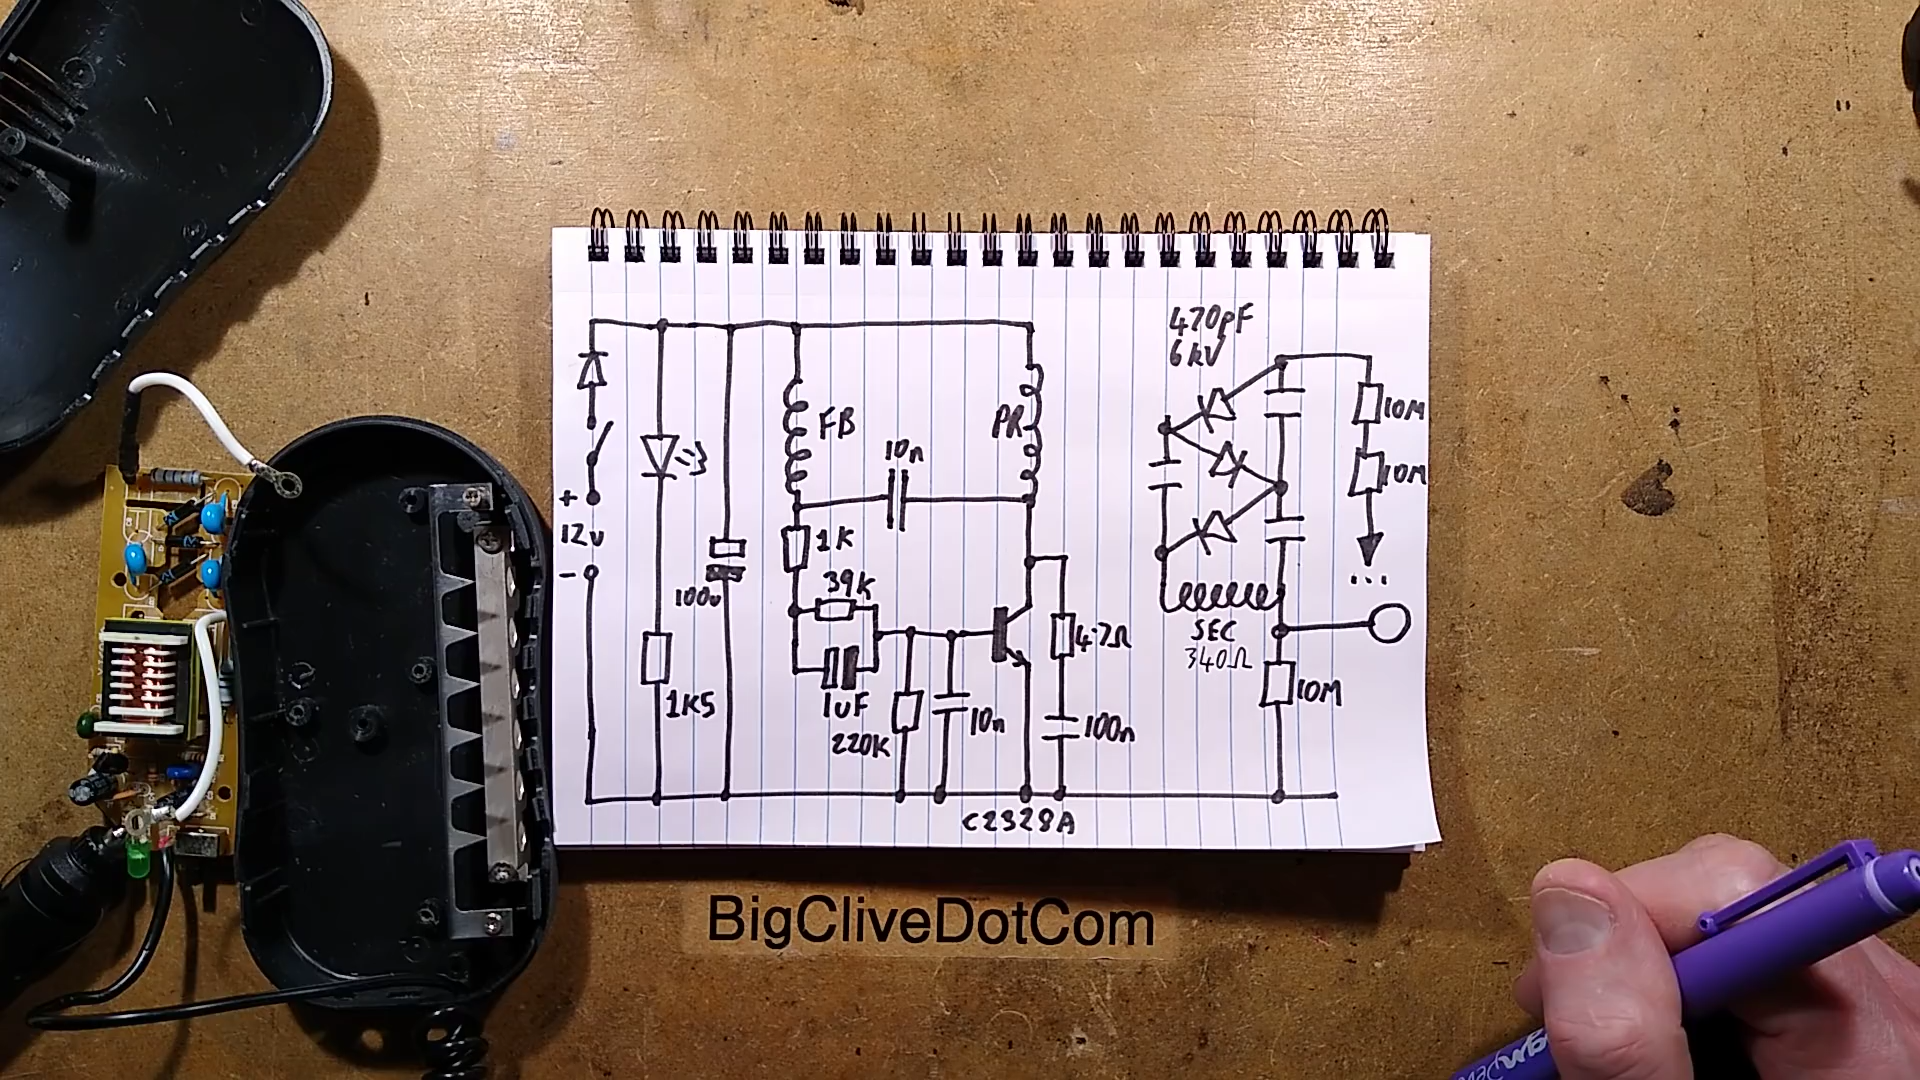 470pF
6kV
FB
PR
10n
10M
10M
+
12v
-
1K
39K
100u
...
4.7Ω
SEC
340Ω
1K5
1uF
220K
10n
100n
10M
C2328A
BigCliveDotCom